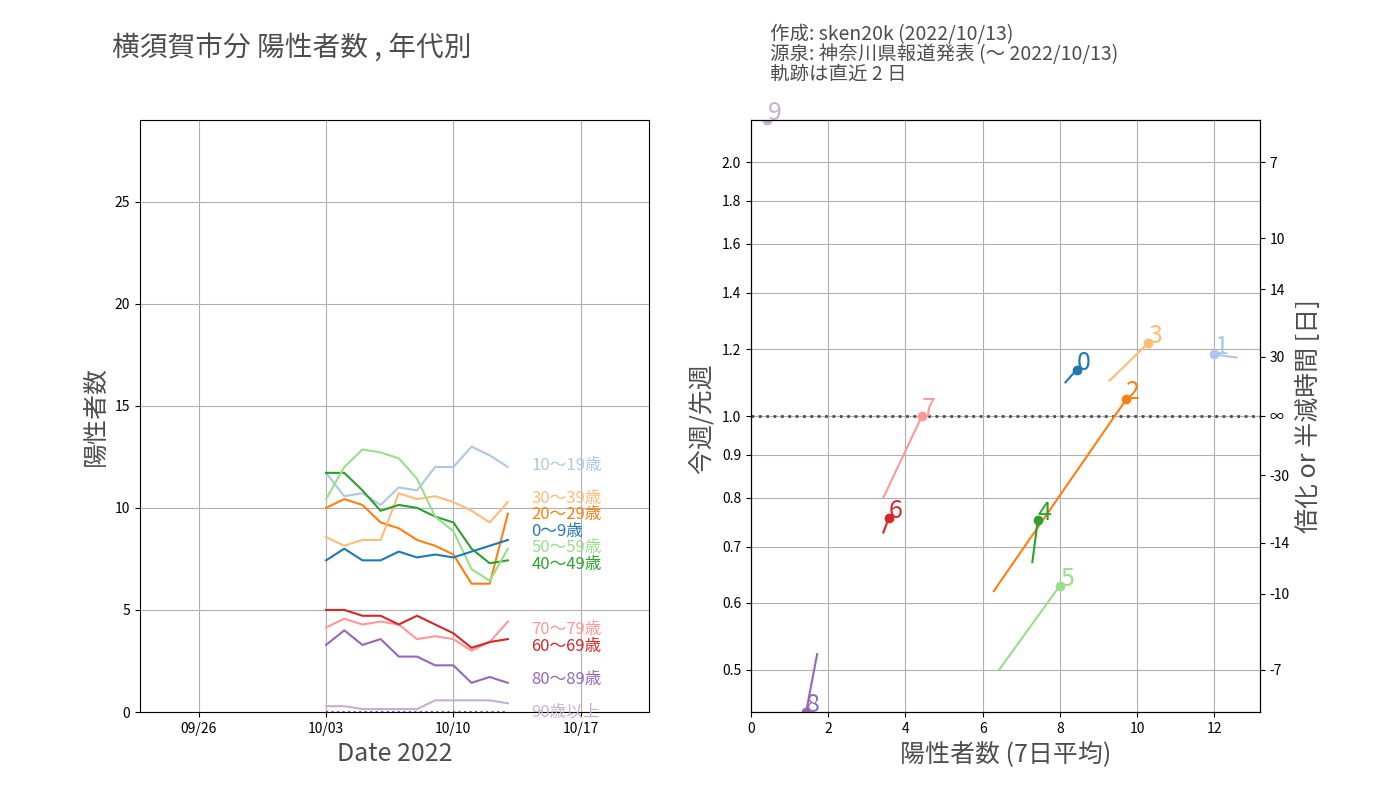 横須賀市分 陽性者数 , 年代別
作成: sken20k (2022/10/13)
源泉: 神奈川県報道発表 (〜 2022/10/13)
軌跡は直近 2 日
陽性者数
25
20
15
10
5
0
10〜19歳
30〜39歳
20〜29歳
0〜9歳
50〜59歳
40〜49歳
70〜79歳
60〜69歳
80〜89歳
90歳以上
09/26
10/03
10/10
10/17
Date 2022
今週/先週
2.0
1.8
1.6
1.4
1.2
1.0
0.9
0.8
0.7
0.6
0.5
9
3
1
0
2
7
6
4
5
8
0
2
4
6
8
10
12
陽性者数 (7日平均)
7
10
14
30
∞
-30
-14
-10
-7
倍化 or 半減時間 [日]